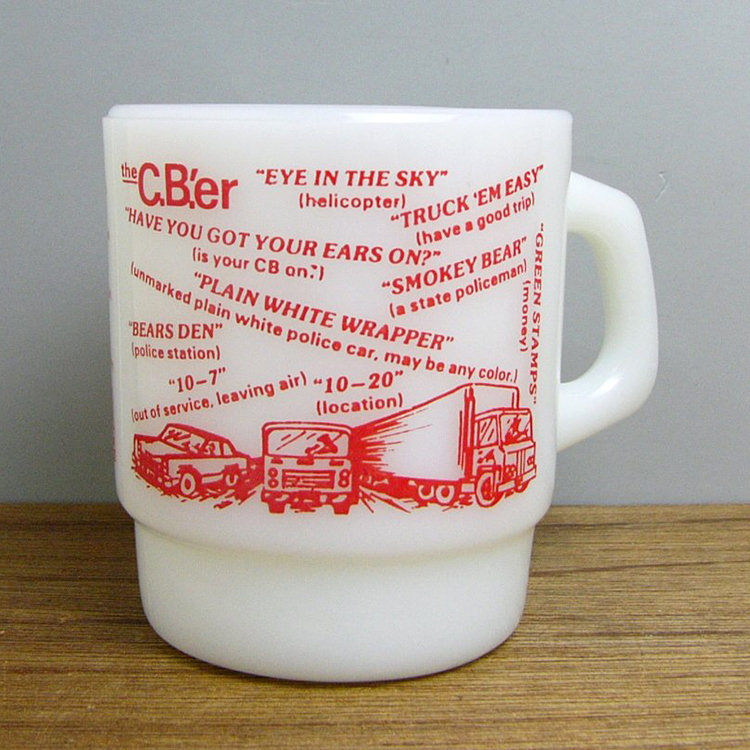 the C.B.'er
"EYE IN THE SKY"
(helicopter)
"TRUCK 'EM EASY"
(have a good trip)
"HAVE YOU GOT YOUR EARS ON?"
(is your CB on?)
"SMOKEY BEAR"
(a state policeman)
"GREEN STAMPS"
(money)
"PLAIN WHITE WRAPPER"
(unmarked plain white police car, may be any color.)
"BEARS DEN"
(police station)
"10-7"
(out of service, leaving air)
"10-20"
(location)